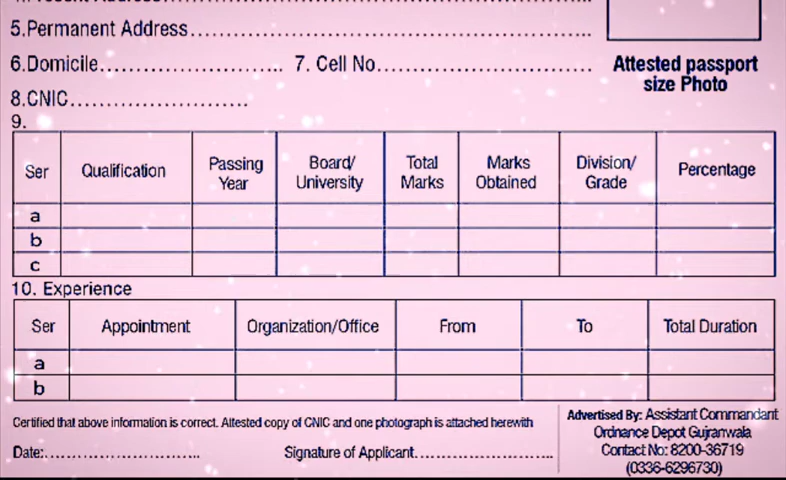 5.Permanent Address........................................................................
6.Domicile................................ 7. Cell No......................................
Attested passport
size Photo
8.CNIC..........................
9.
Ser Qualification Passing Year Board/ University Total Marks Marks Obtained Division/ Grade Percentage
a
b
c
10. Experience
Ser Appointment Organization/Office From To Total Duration
a
b
Certified that above information is correct. Attested copy of CNIC and one photograph is attached herewith
Date:............................. Signature of Applicant..........................
Advertised By: Assistant Commandant
Ordnance Depot Gujranwala
Contact No: 8200-36719
(0336-6296730)